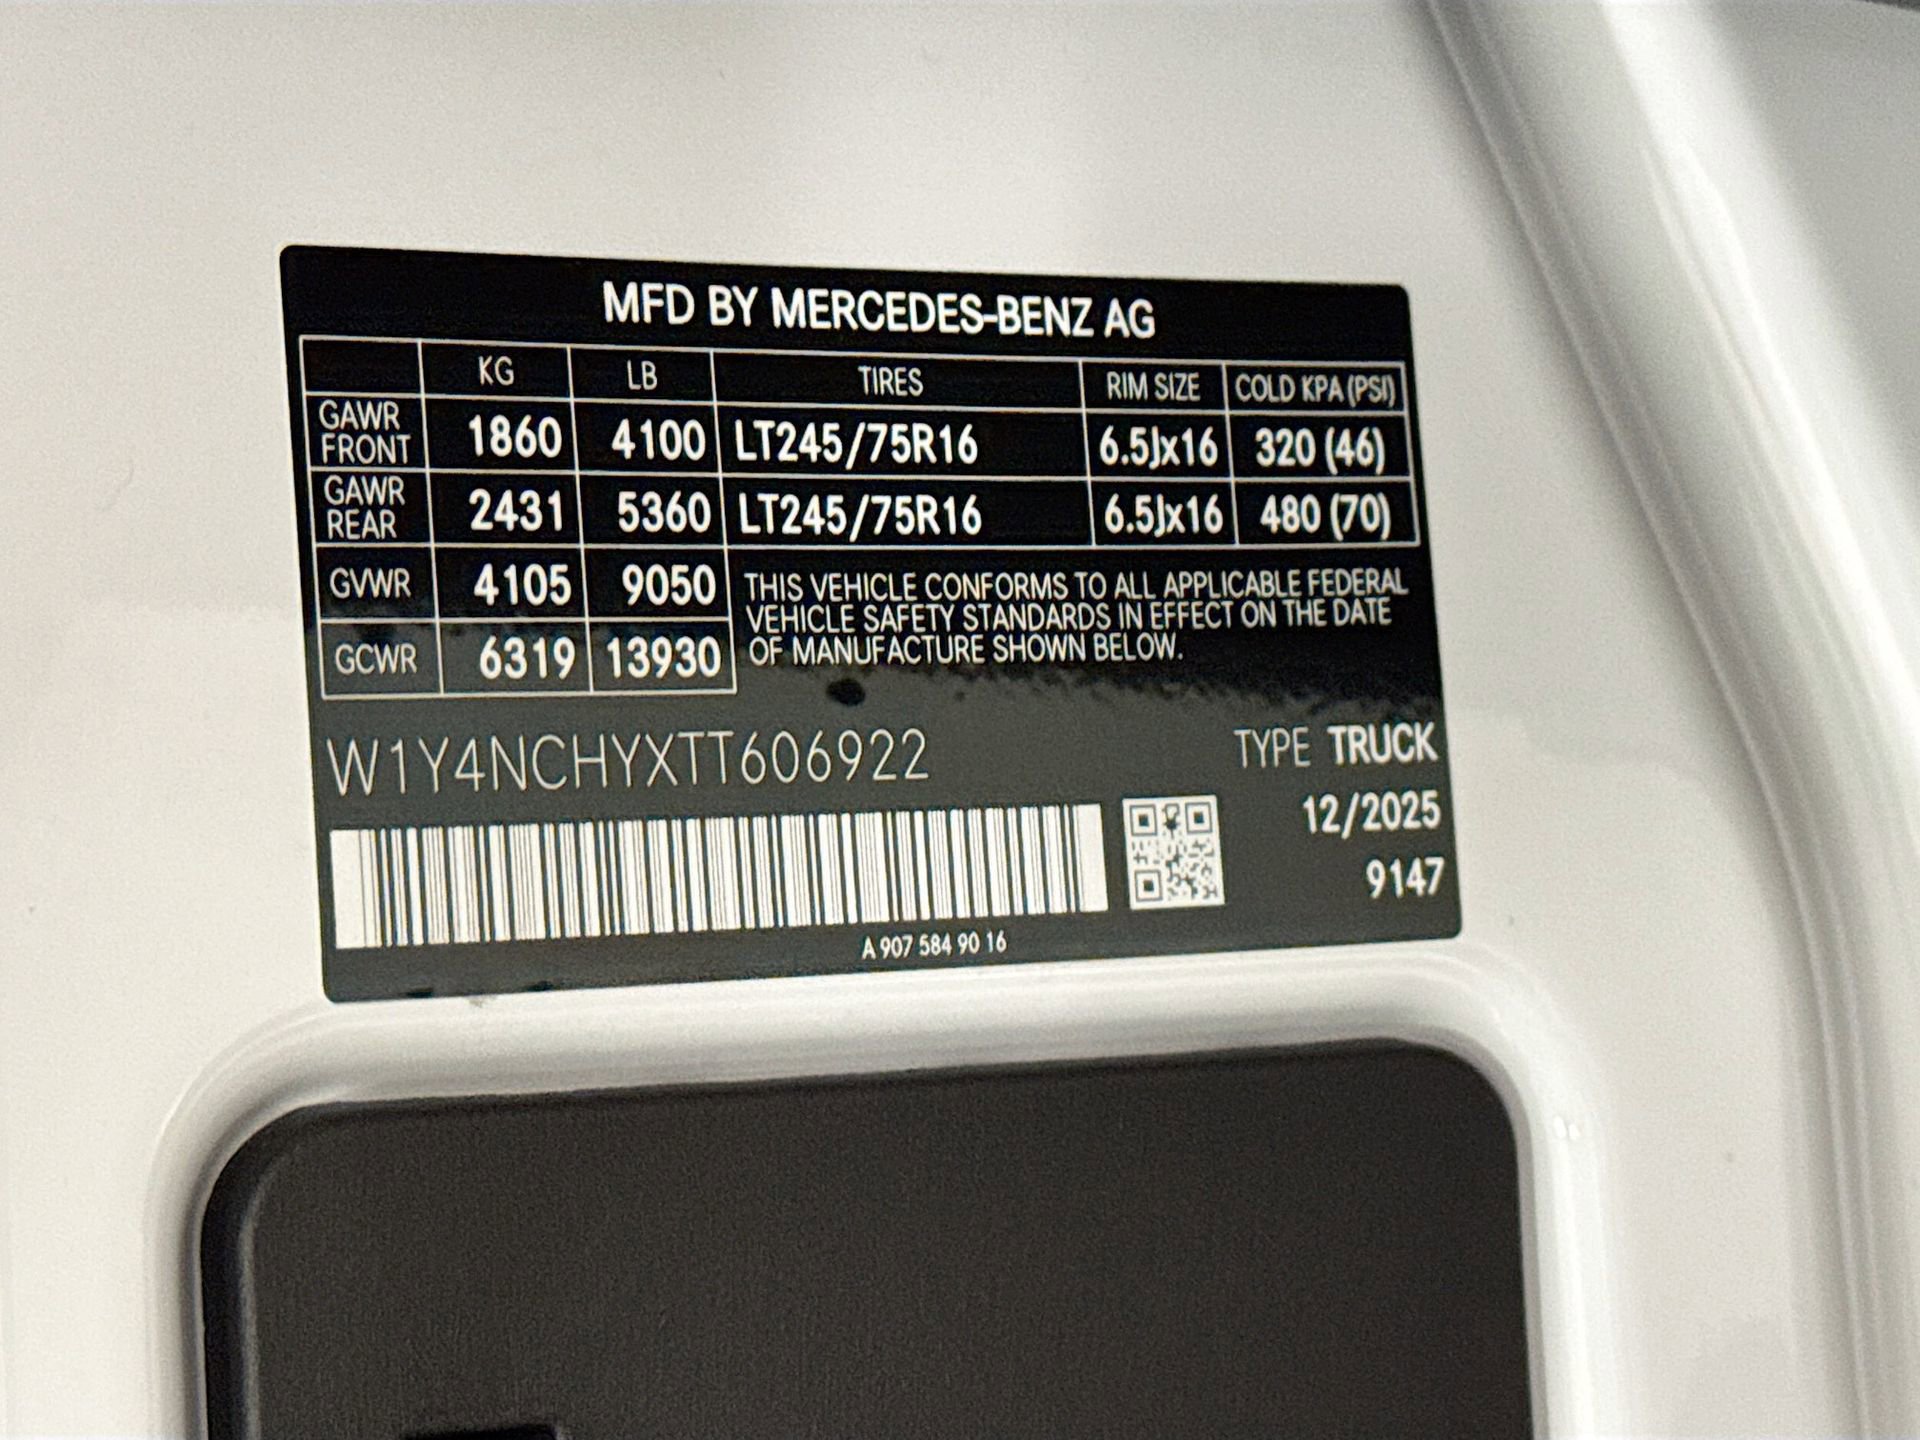 MFD BY MERCEDES-BENZ AG
KG LB TIRES RIM SIZE COLD KPA (PSI)
GAWR FRONT 1860 4100 LT245/75R16 6.5Jx16 320 (46)
GAWR REAR 2431 5360 LT245/75R16 6.5Jx16 480 (70)
GVWR 4105 9050
GCWR 6319 13930
THIS VEHICLE CONFORMS TO ALL APPLICABLE FEDERAL
VEHICLE SAFETY STANDARDS IN EFFECT ON THE DATE
OF MANUFACTURE SHOWN BELOW.
W1Y4NCHYXTT606922
TYPE TRUCK
12/2025
9147
A 907 584 90 16